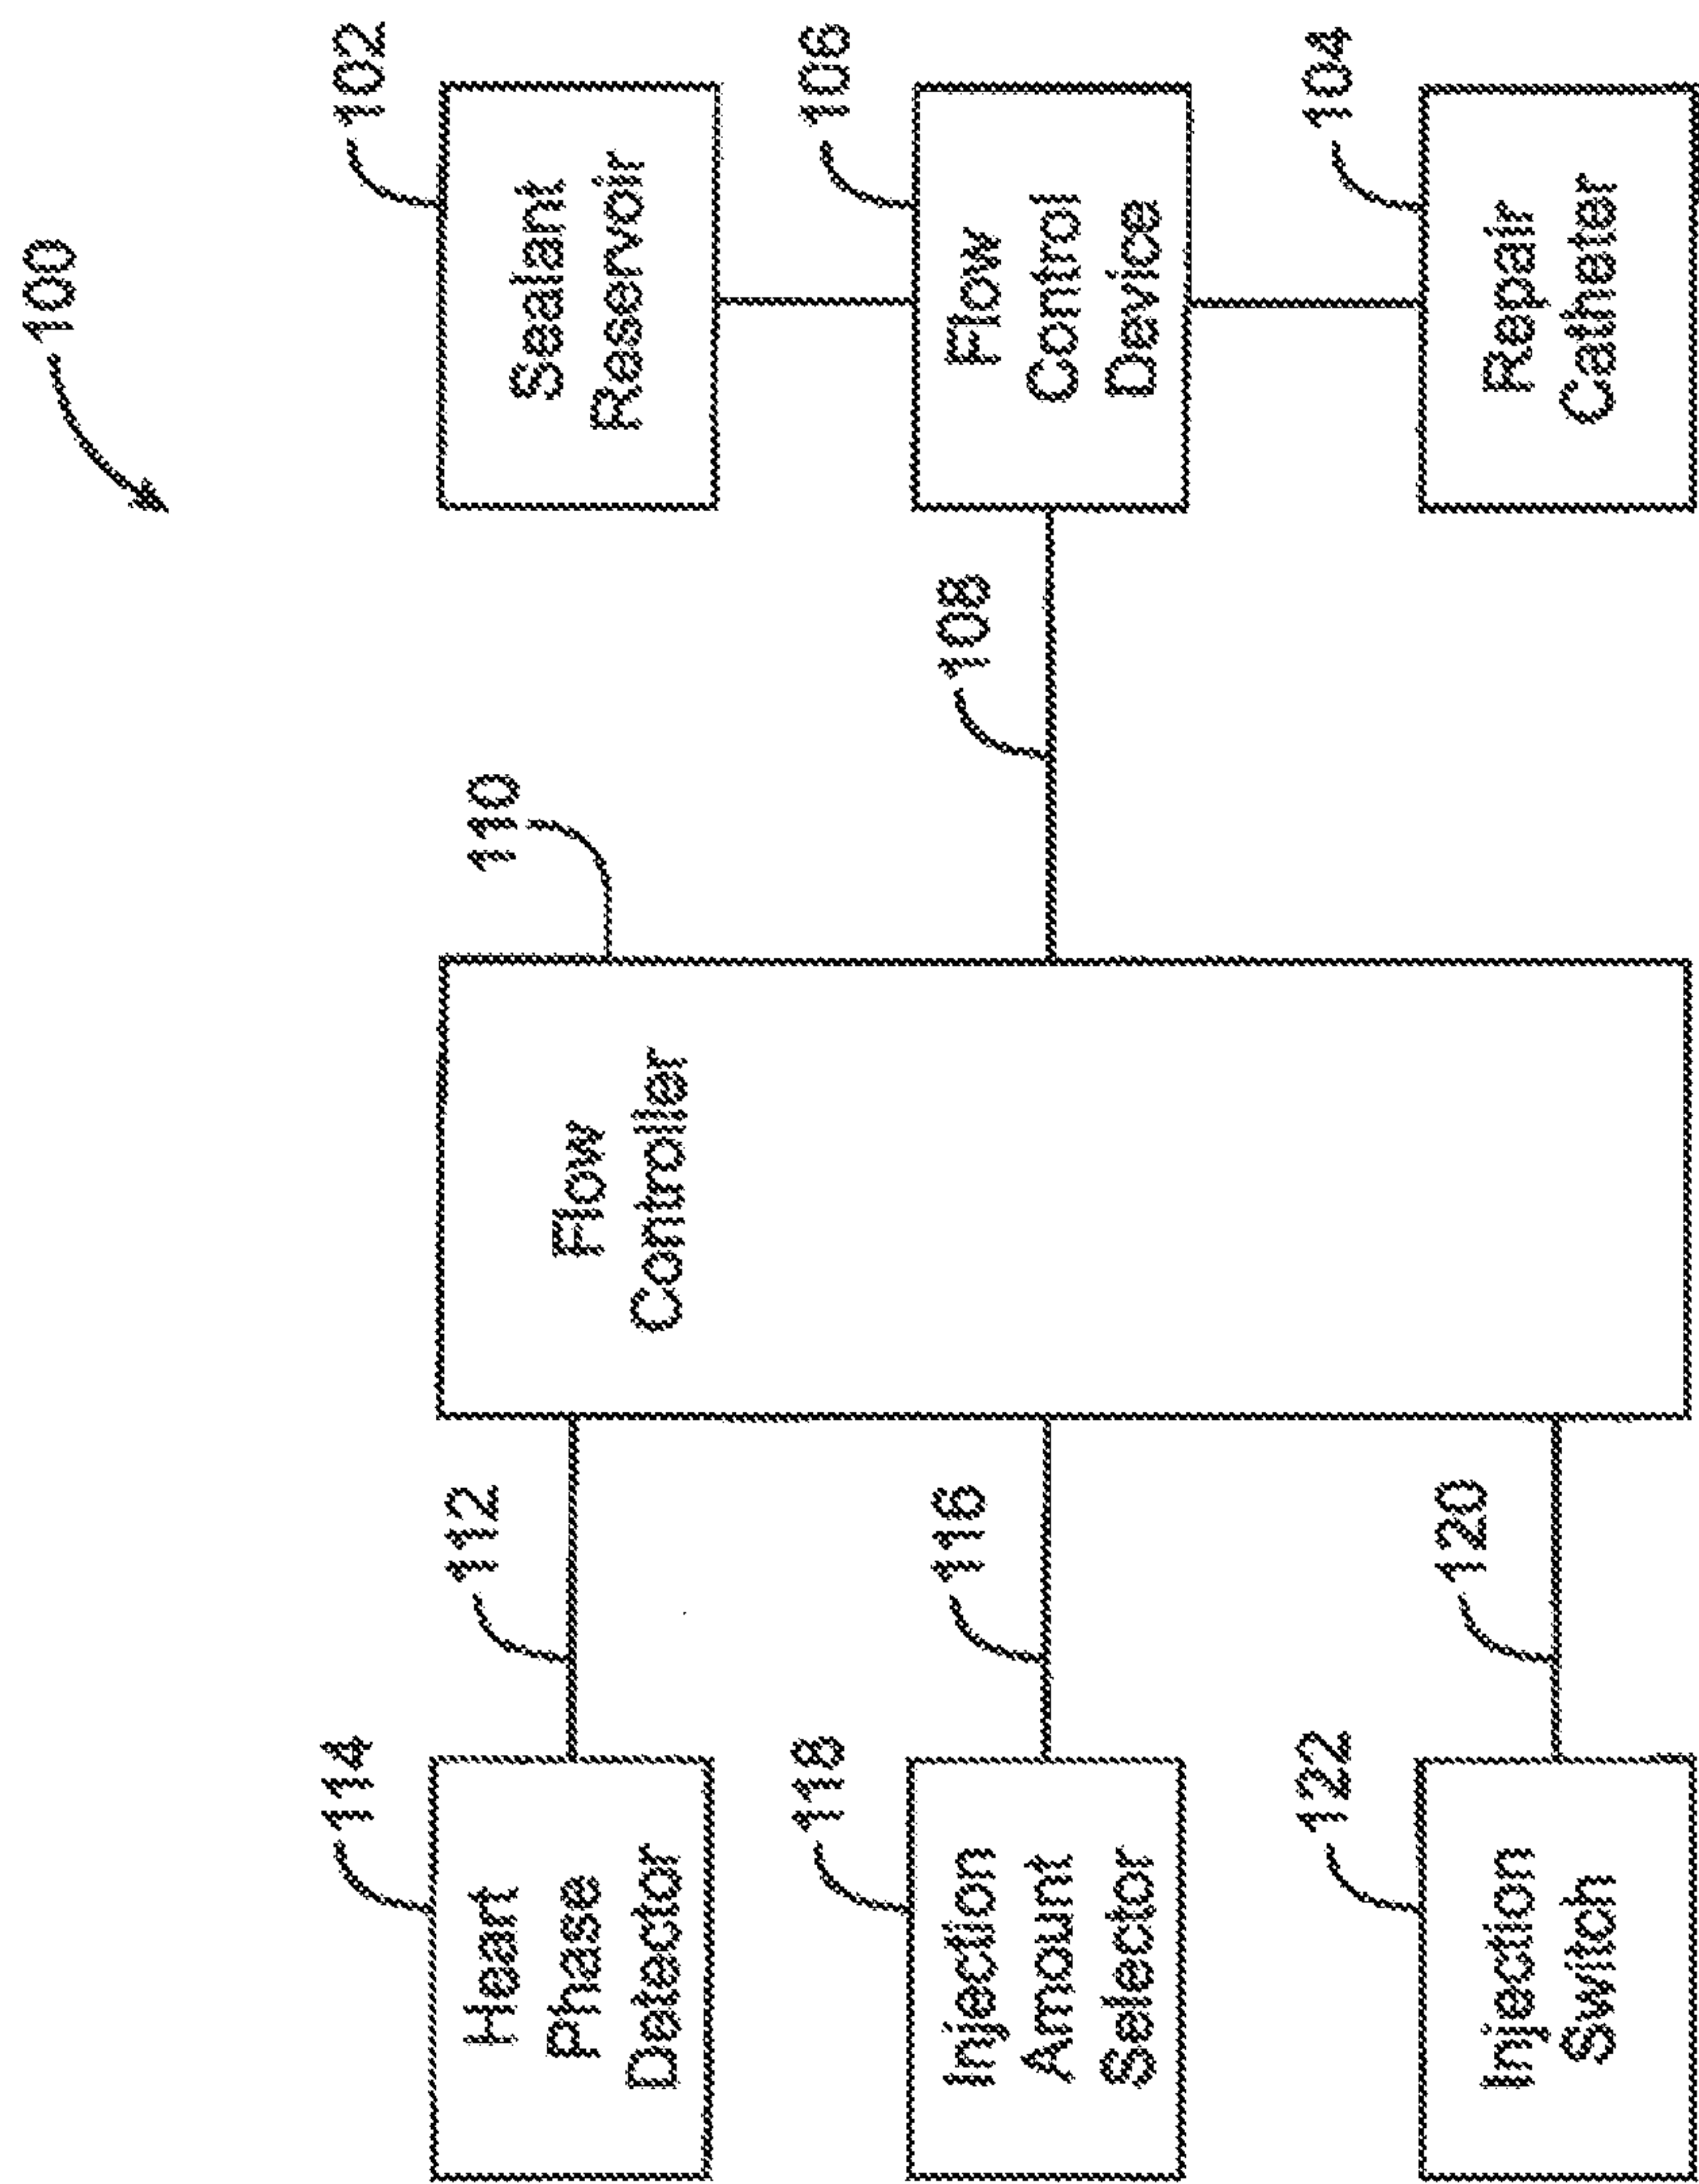 100
114
Heart
Phase
Detector
112
118
Injection
Amount
Selector
116
122
Injection
Switch
120
110
Flow
Controller
108
102
Sealant
Reservoir
106
Flow
Control
Device
104
Repair
Catheter